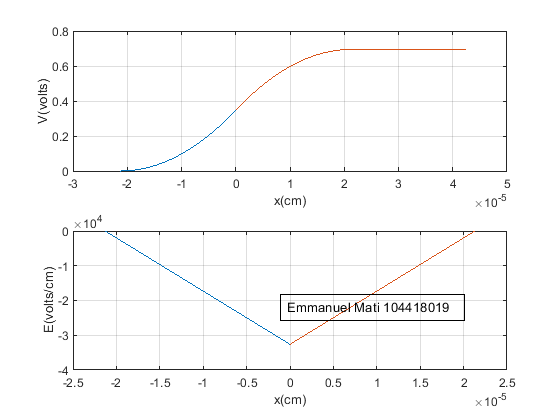 0.8
0.6
0.4
0.2
0
V(volts)
-3 -2 -1 0 1 2 3 4 5
x(cm)
×10⁻⁵
×10⁴
0
-1
-2
-3
-4
E(volts/cm)
Emmanuel Mati 104418019
-2.5 -2 -1.5 -1 -0.5 0 0.5 1 1.5 2 2.5
x(cm)
×10⁻⁵